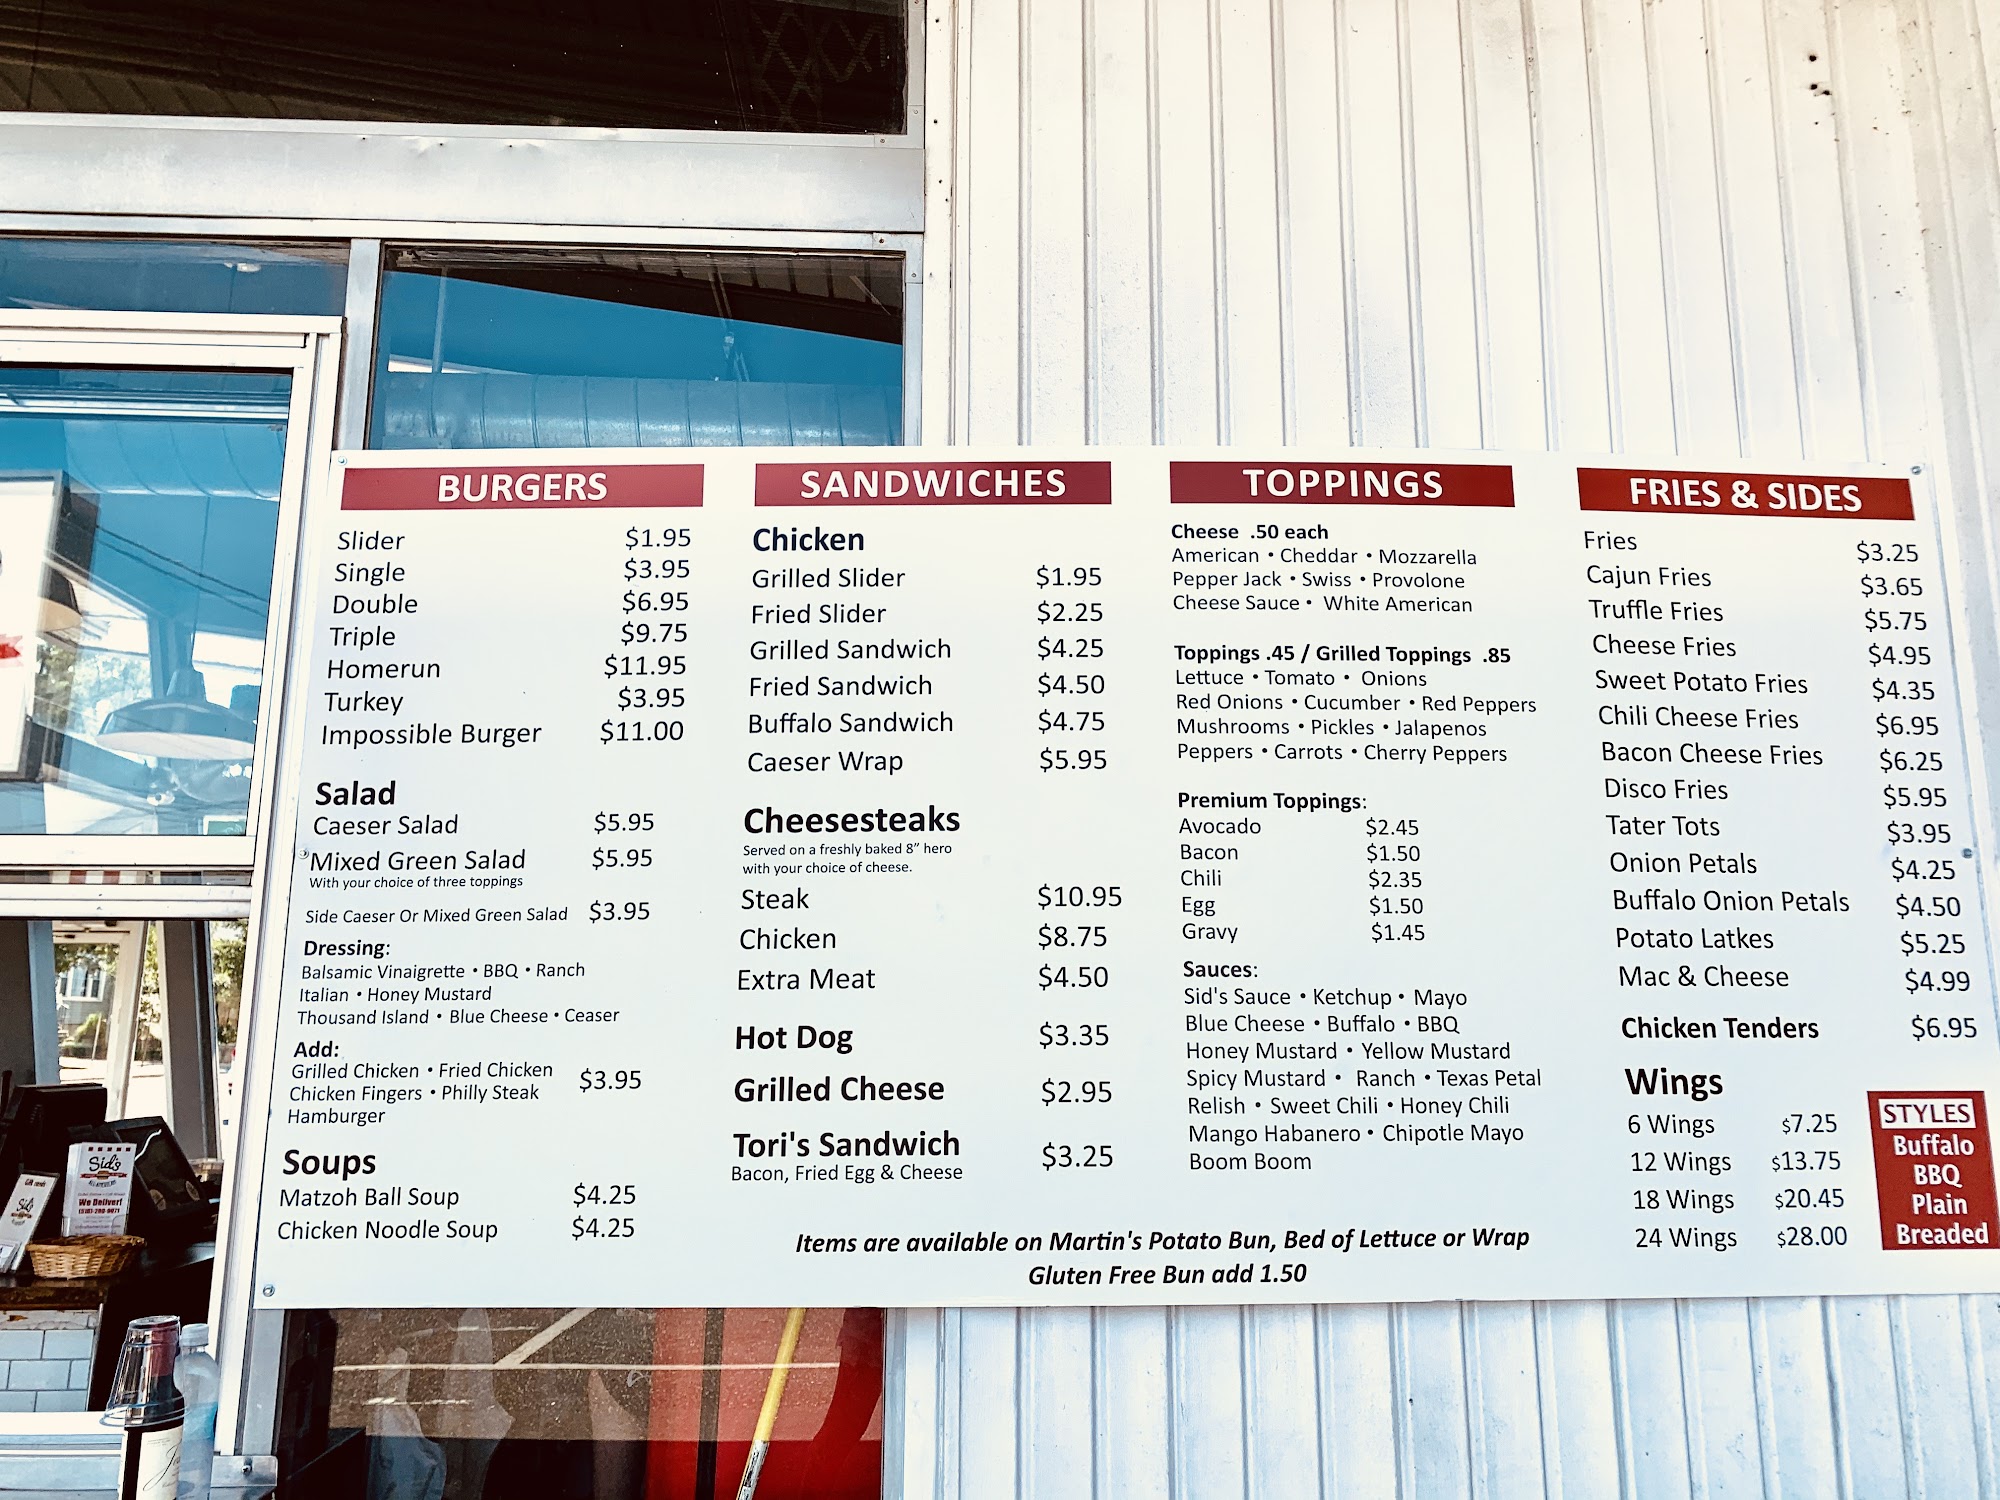 BURGERS
Slider $1.95
Single $3.95
Double $6.95
Triple $9.75
Homerun $11.95
Turkey $3.95
Impossible Burger $11.00
Salad
Caeser Salad $5.95
Mixed Green Salad $5.95
With your choice of three toppings
Side Caeser Or Mixed Green Salad $3.95
Dressing:
Balsamic Vinaigrette • BBQ • Ranch
Italian • Honey Mustard
Thousand Island • Blue Cheese • Ceaser
Add:
Grilled Chicken • Fried Chicken
Chicken Fingers • Philly Steak $3.95
Hamburger
Soups
Matzoh Ball Soup $4.25
Chicken Noodle Soup $4.25
SANDWICHES
Chicken
Grilled Slider $1.95
Fried Slider $2.25
Grilled Sandwich $4.25
Fried Sandwich $4.50
Buffalo Sandwich $4.75
Caeser Wrap $5.95
Cheesesteaks
Served on a freshly baked 8" hero
with your choice of cheese.
Steak $10.95
Chicken $8.75
Extra Meat $4.50
Hot Dog $3.35
Grilled Cheese $2.95
Tori's Sandwich $3.25
Bacon, Fried Egg & Cheese
TOPPINGS
Cheese .50 each
American • Cheddar • Mozzarella
Pepper Jack • Swiss • Provolone
Cheese Sauce • White American
Toppings .45 / Grilled Toppings .85
Lettuce • Tomato • Onions
Red Onions • Cucumber • Red Peppers
Mushrooms • Pickles • Jalapenos
Peppers • Carrots • Cherry Peppers
Premium Toppings:
Avocado $2.45
Bacon $1.50
Chili $2.35
Egg $1.50
Gravy $1.45
Sauces:
Sid's Sauce • Ketchup • Mayo
Blue Cheese • Buffalo • BBQ
Honey Mustard • Yellow Mustard
Spicy Mustard • Ranch • Texas Petal
Relish • Sweet Chili • Honey Chili
Mango Habanero • Chipotle Mayo
Boom Boom
FRIES & SIDES
Fries $3.25
Cajun Fries $3.65
Truffle Fries $5.75
Cheese Fries $4.95
Sweet Potato Fries $4.35
Chili Cheese Fries $6.95
Bacon Cheese Fries $6.25
Disco Fries $5.95
Tater Tots $3.95
Onion Petals $4.25
Buffalo Onion Petals $4.50
Potato Latkes $5.25
Mac & Cheese $4.99
Chicken Tenders $6.95
Wings
6 Wings $7.25
12 Wings $13.75
18 Wings $20.45
24 Wings $28.00
STYLES
Buffalo
BBQ
Plain
Breaded
Items are available on Martin's Potato Bun, Bed of Lettuce or Wrap
Gluten Free Bun add 1.50
Sid's
We Deliver!